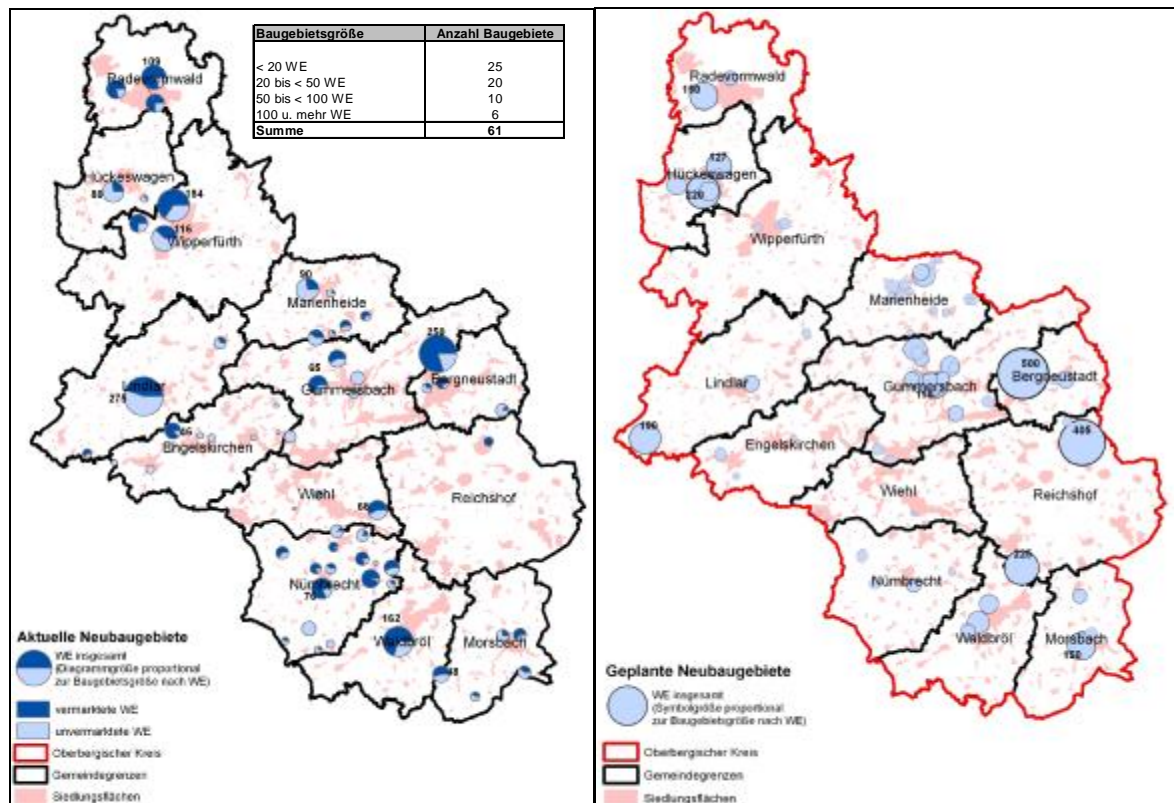 Baugebietsgröße Anzahl Baugebiete
< 20 WE 25
20 bis < 50 WE 20
50 bis < 100 WE 10
100 u. mehr WE 6
Summe 61
109
Radevormwald
Hückeswagen
184
116
Wipperfürth
90
Marienheide
258
65
Gummersbach
Bergneustadt
Lindlar
275
Engelskirchen
Wiehl
68
Reichshof
Nümbrecht
76
162
Waldbröl
Morsbach
Aktuelle Neubaugebiete
WE insgesamt
(Diagrammgröße proportional
zur Baugebietsgröße nach WE)
vermarktete WE
unvermarktete WE
Oberbergischer Kreis
Gemeindegrenzen
Siedlungsflächen
Radevormwald
127
Hückeswagen
220
Wipperfürth
Marienheide
500
Bergneustadt
Lindlar
Gummersbach
405
Engelskirchen
Wiehl
Reichshof
225
Nümbrecht
Waldbröl
Morsbach
150
Geplante Neubaugebiete
WE insgesamt
(Symbolgröße proportional
zur Baugebietsgröße nach WE)
Oberbergischer Kreis
Gemeindegrenzen
Siedlungsflächen